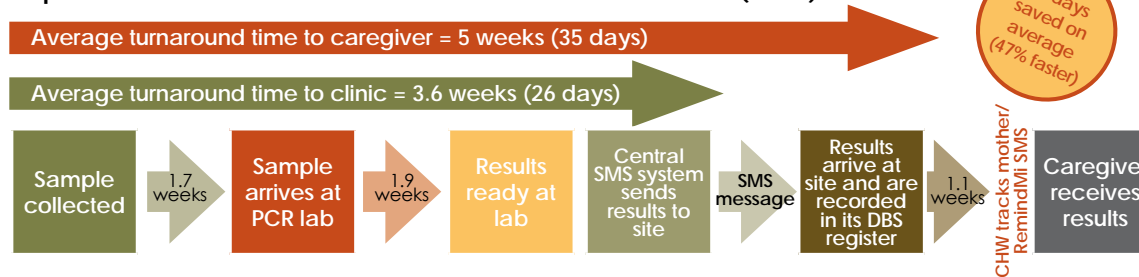 days
saved on
average
(47% faster)
Average turnaround time to caregiver = 5 weeks (35 days)
Average turnaround time to clinic = 3.6 weeks (26 days)
Sample
collected
1.7
weeks
Sample
arrives at
PCR lab
1.9
weeks
Results
ready at
lab
Central
SMS system
sends
results to
site
SMS
message
Results
arrive at
site and are
recorded
in its DBS
register
1.1
weeks
CHW tracks mother/
RemindMi SMS
Caregiver
receives
results